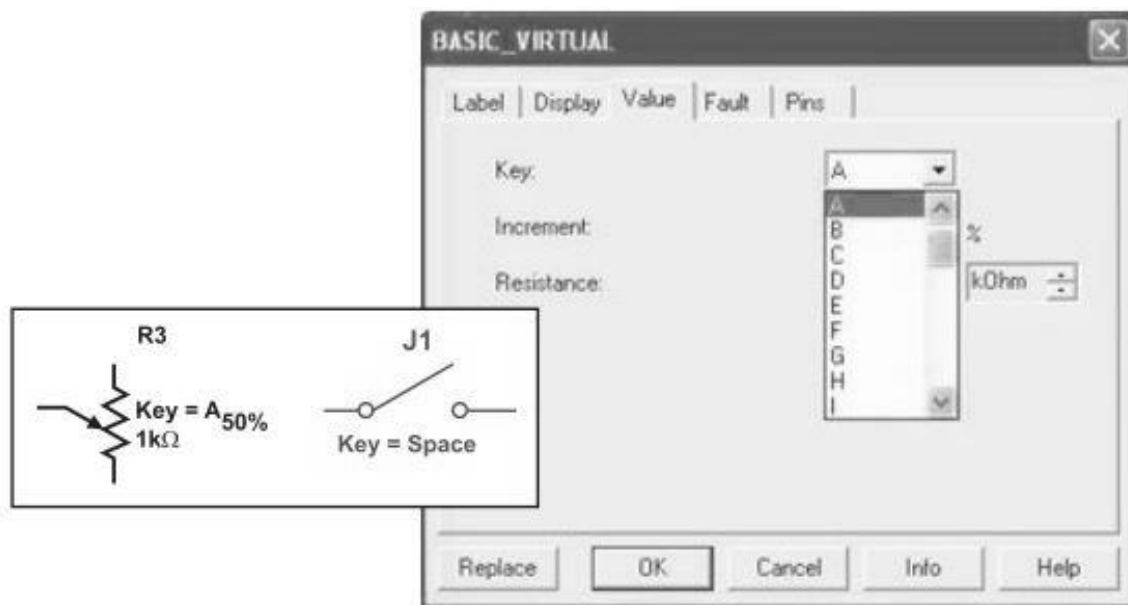 BASIC_VIRTUAL
Label Display Value Fault Pins
Key: A
A
Increment:
B
%
C
Resistance:
D
kOhm
E
F
G
H
I
R3
Key = A 50%
1kΩ
J1
Key = Space
Replace OK Cancel Info Help